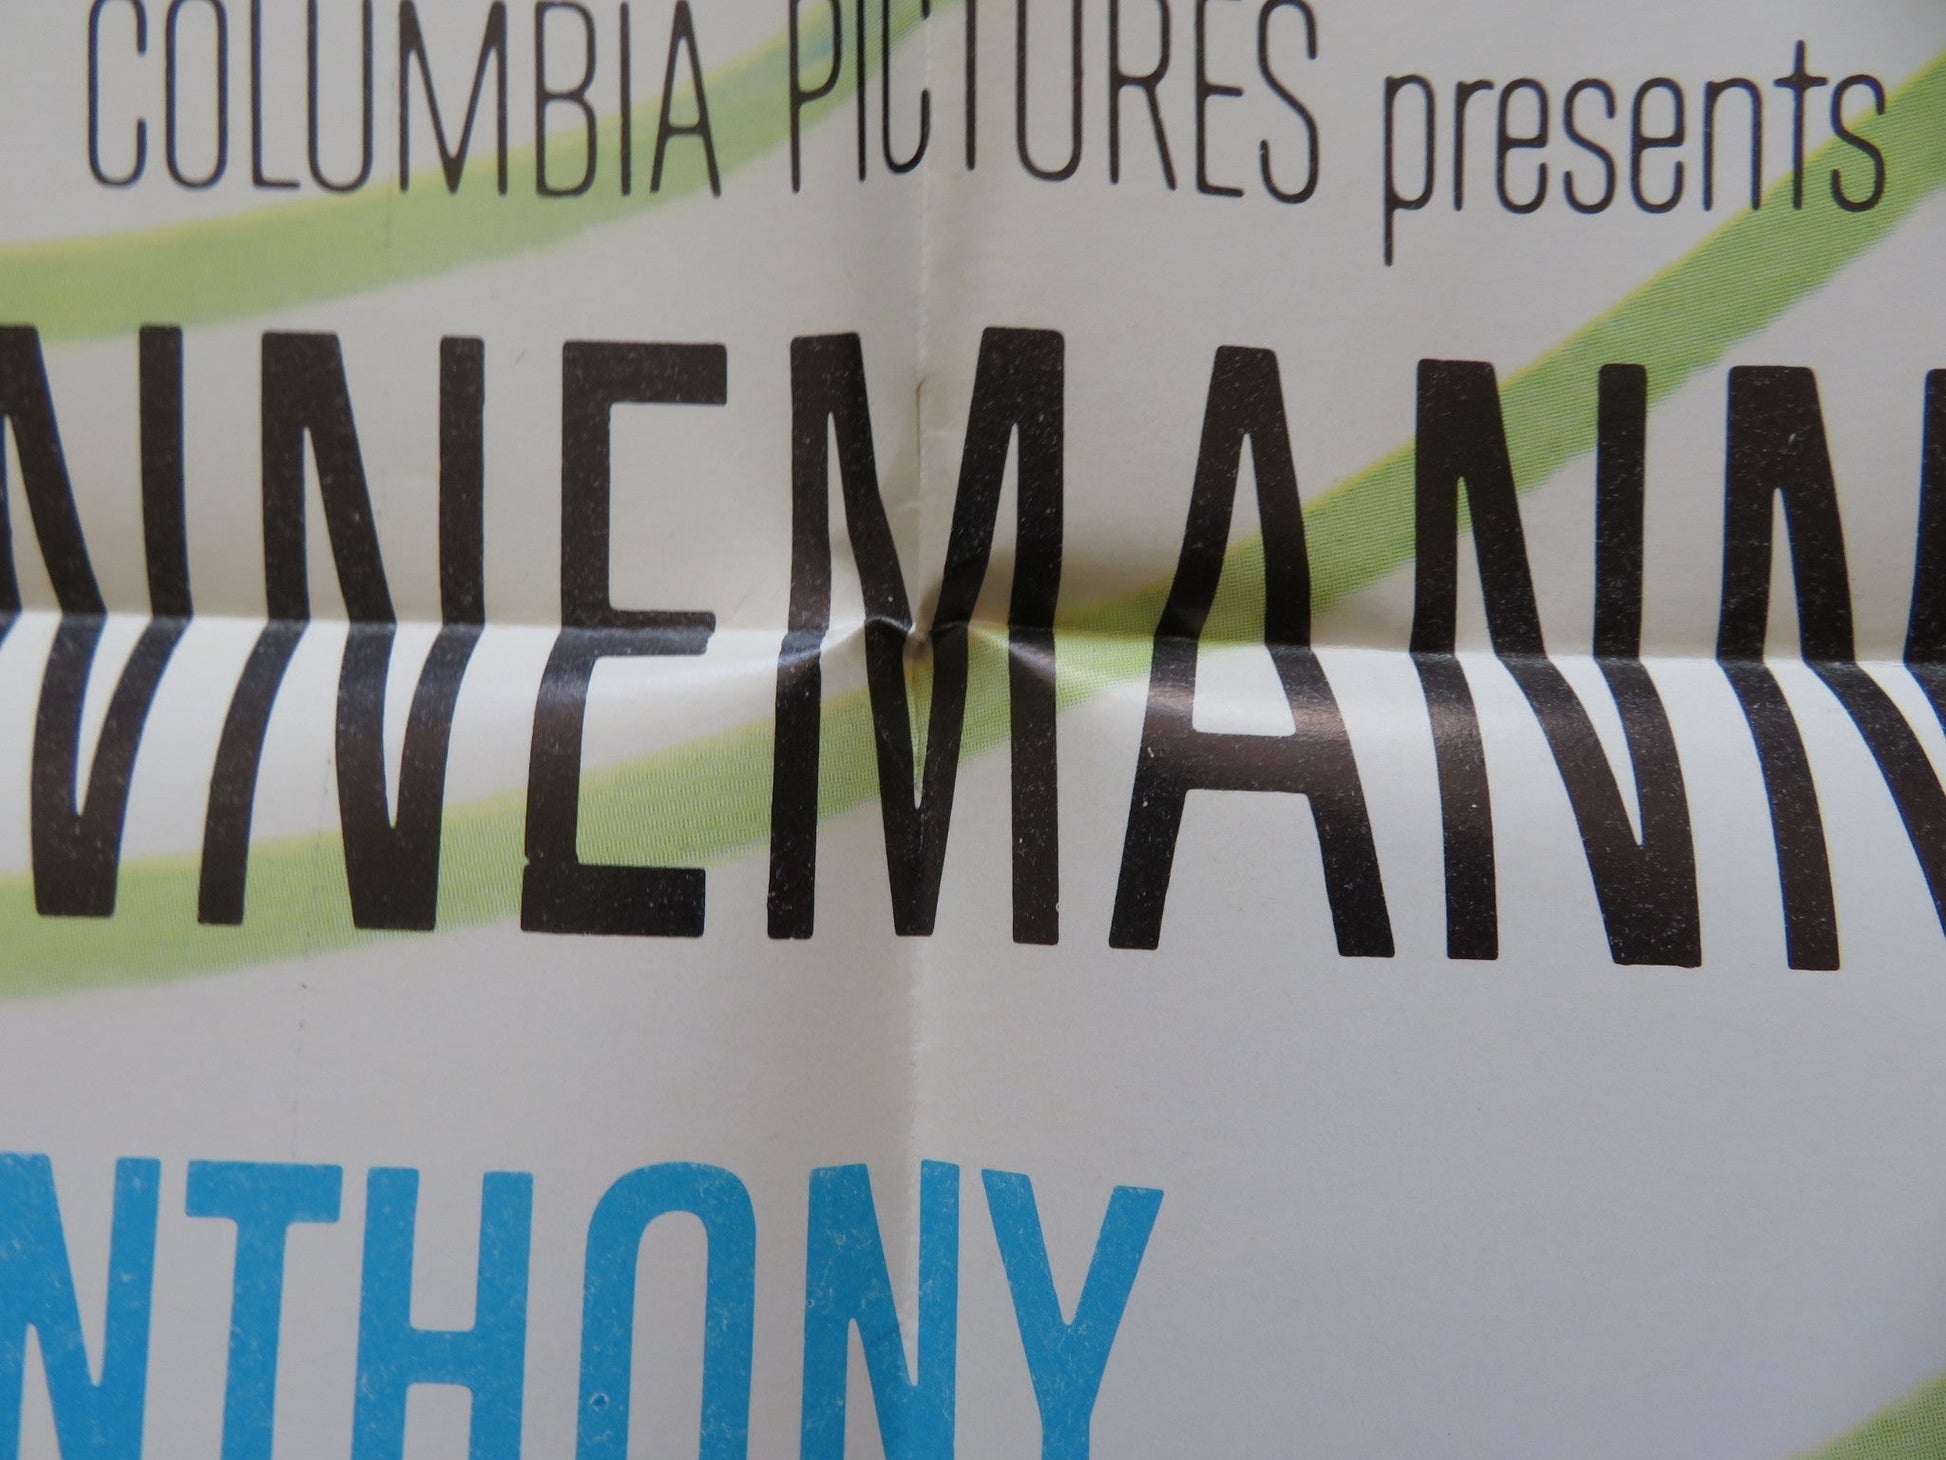 COLUMBIA PICTURES presents
NNEMANN
NTHONY